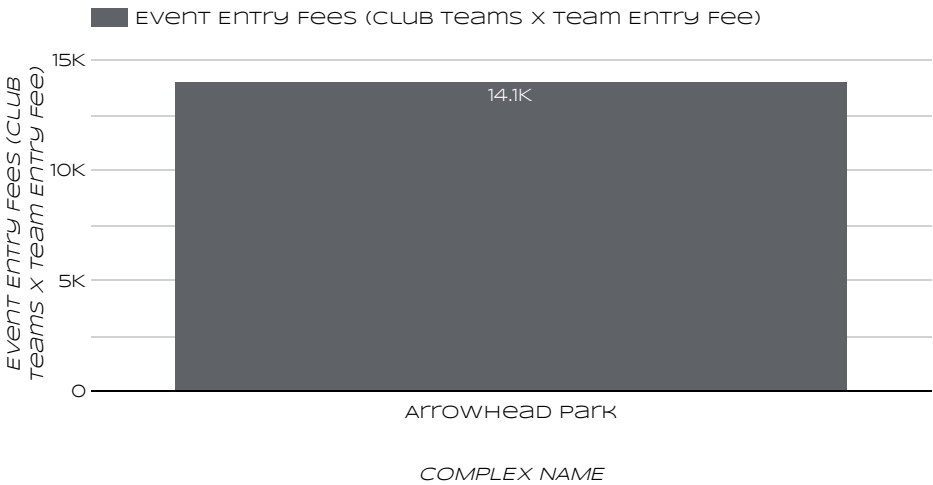 Event Entry Fees (Club Teams x Team Entry Fee)
Event Entry Fees (Club
Teams x Team Entry Fee)
15K
10K
5K
0
14.1K
Arrowhead Park
COMPLEX NAME